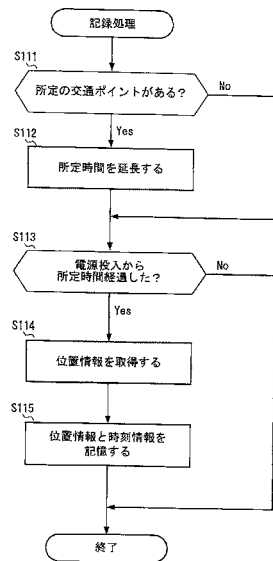 記録処理
S111
所定の交通ポイントがある?
No
Yes
S112
所定時間を延長する
S113
電源投入から
所定時間経過した?
No
Yes
S114
位置情報を取得する
S115
位置情報と時刻情報を
記憶する
終了